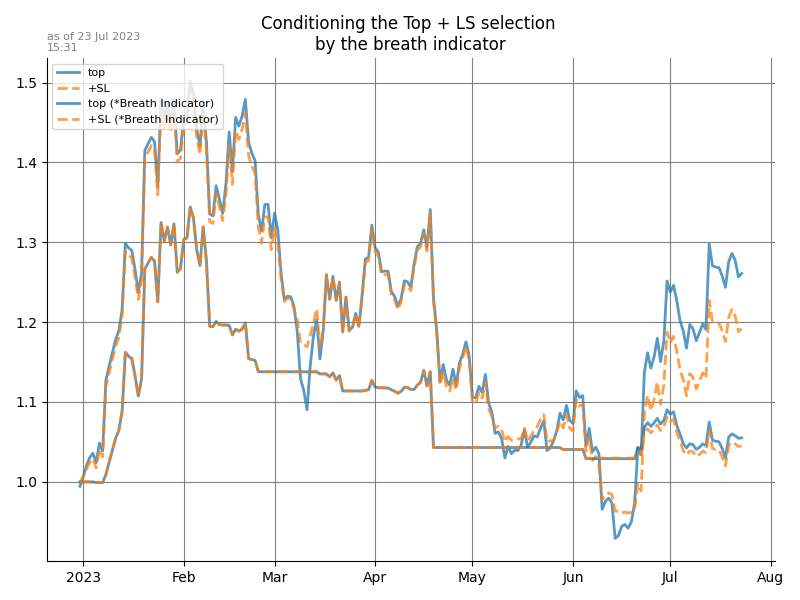 Conditioning the Top + LS selection
by the breath indicator
as of 23 Jul 2023
15:31
top
+SL
top (*Breath Indicator)
+SL (*Breath Indicator)
1.5
1.4
1.3
1.2
1.1
1.0
2023 Feb Mar Apr May Jun Jul Aug